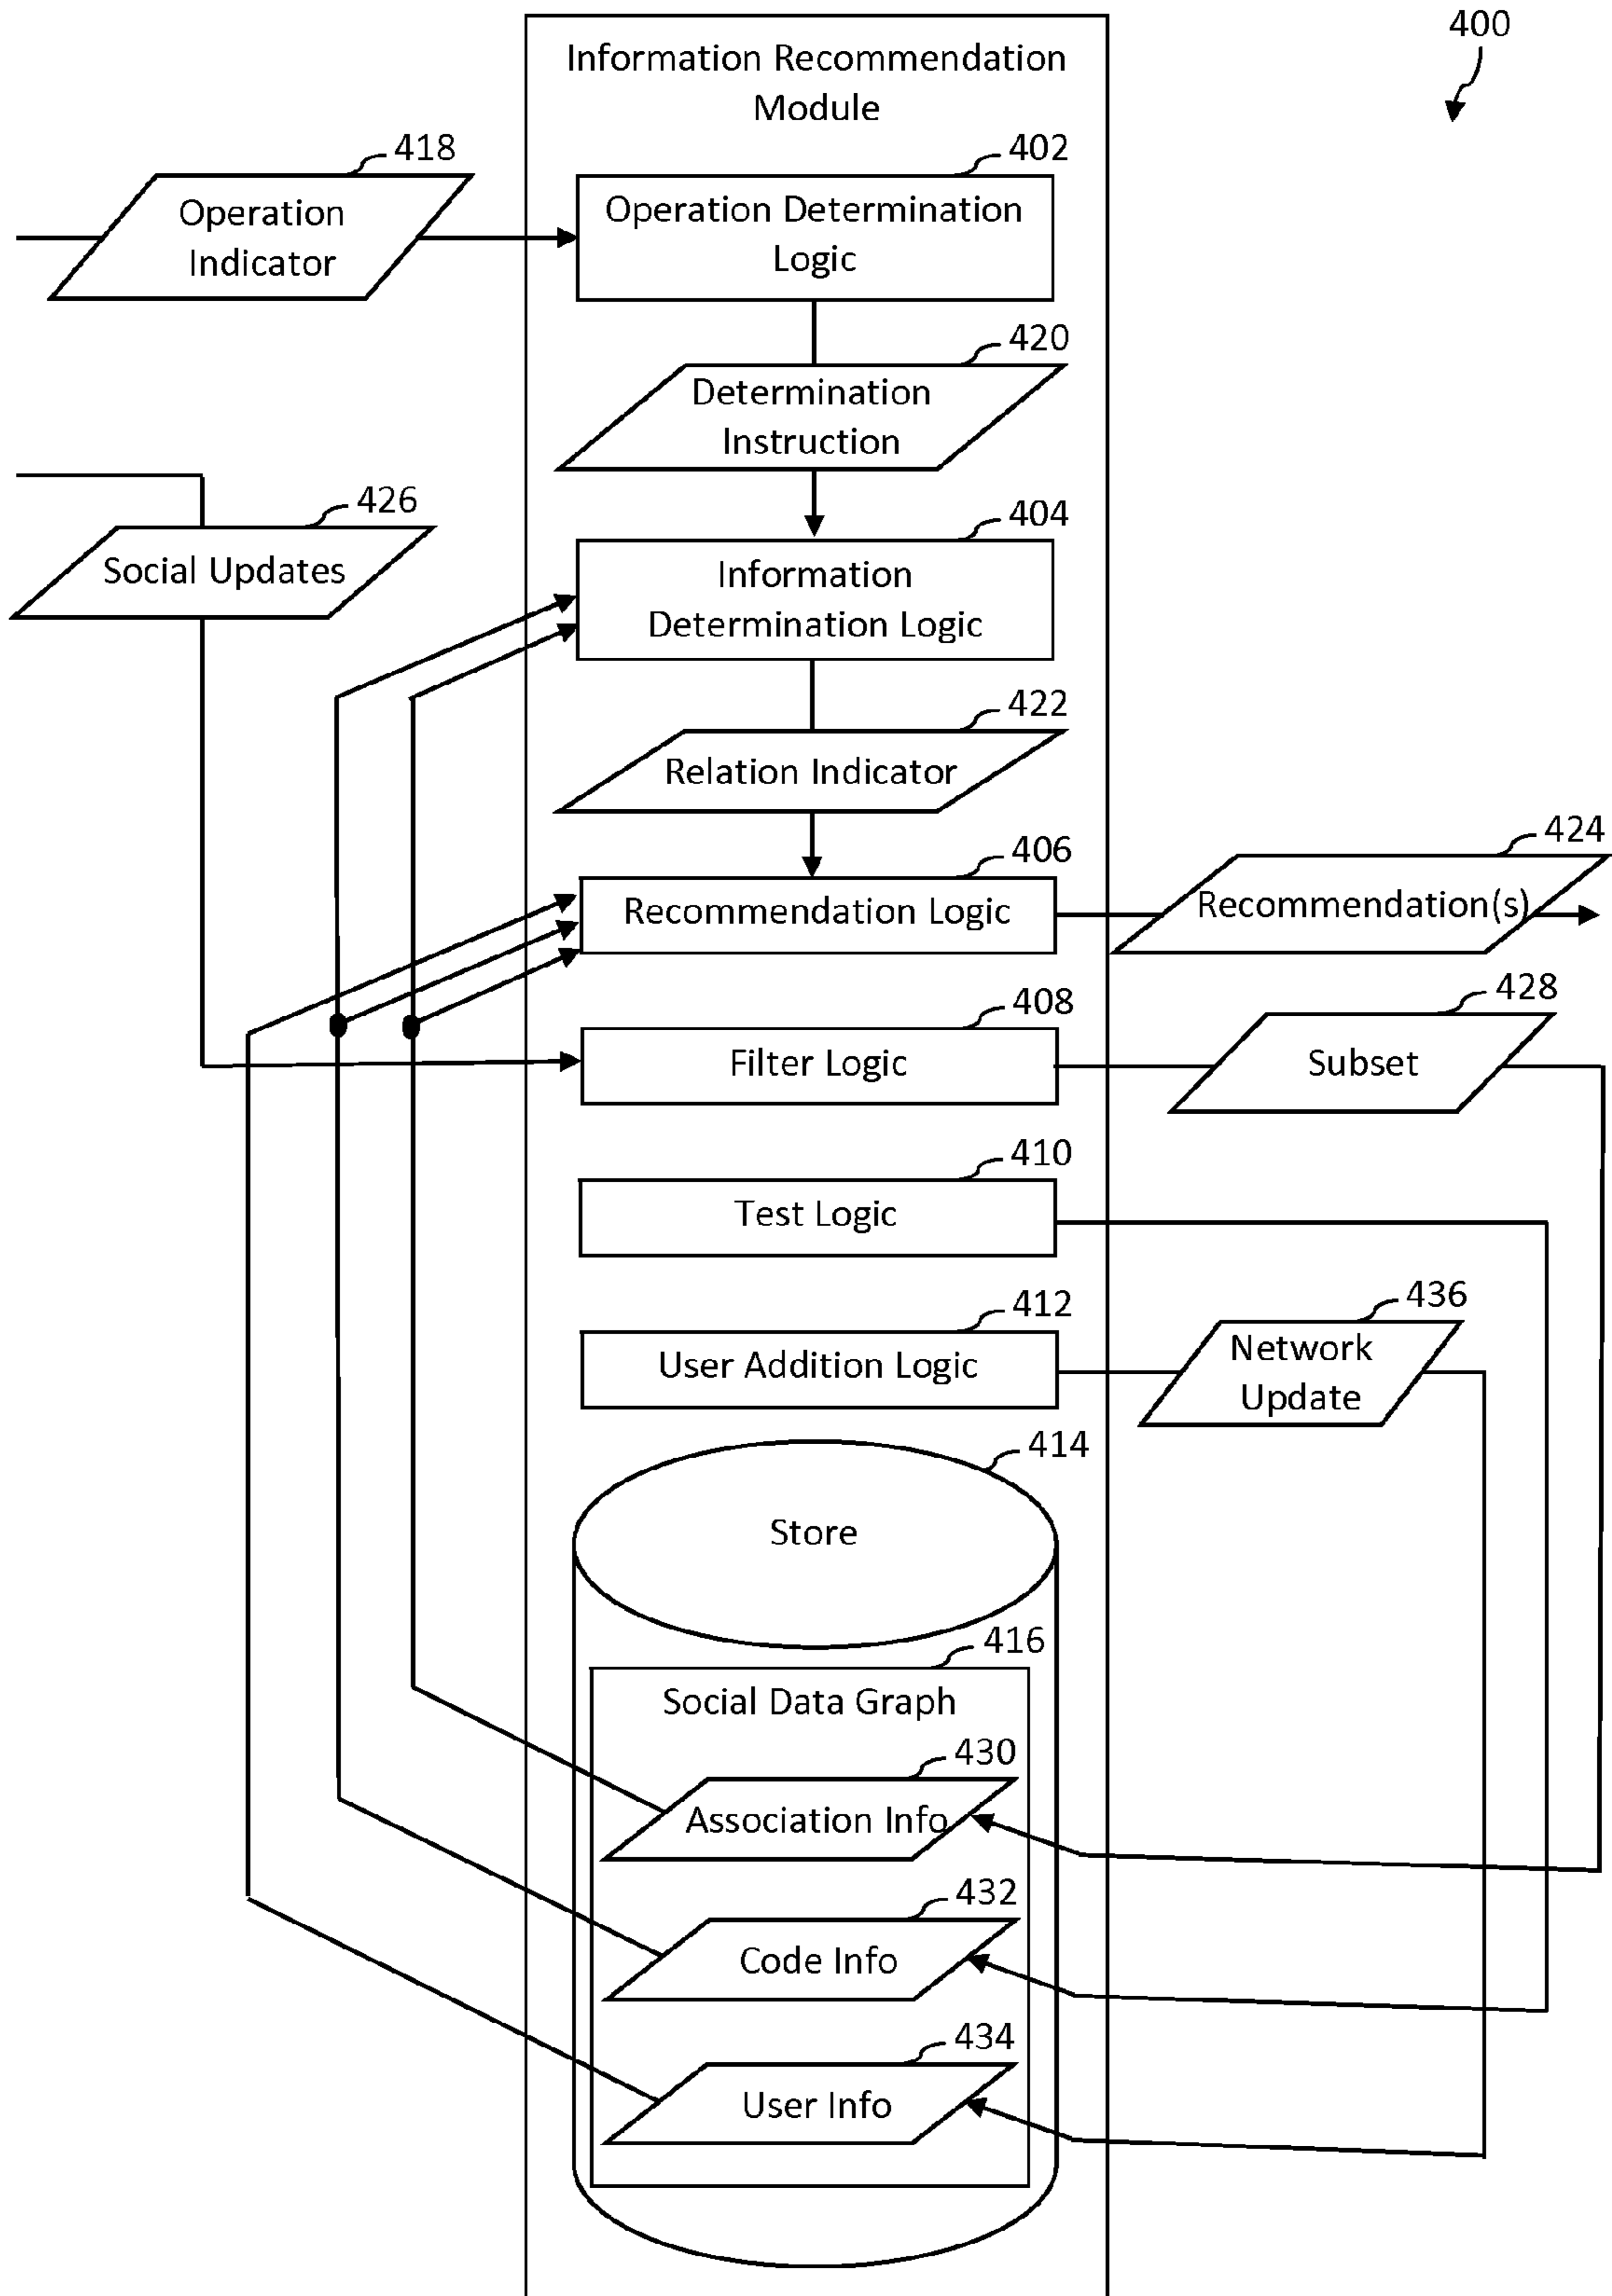 400
Information Recommendation
Module
418
Operation
Indicator
402
Operation Determination
Logic
420
Determination
Instruction
426
Social Updates
404
Information
Determination Logic
422
Relation Indicator
406
Recommendation Logic
424
Recommendation(s)
408
Filter Logic
428
Subset
410
Test Logic
412
User Addition Logic
436
Network
Update
414
Store
416
Social Data Graph
430
Association Info
432
Code Info
434
User Info